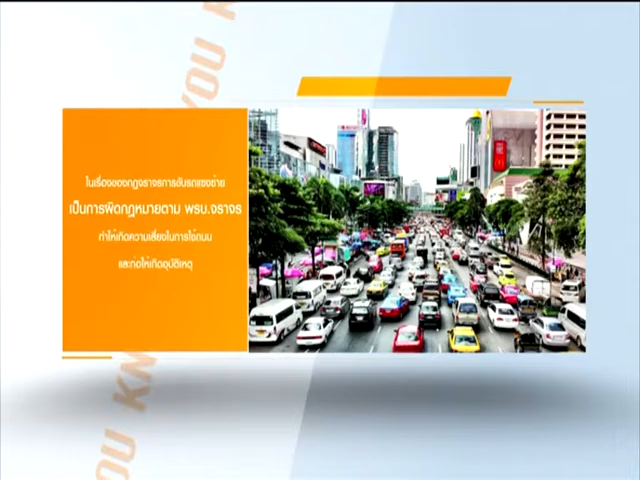 YOU KN
ในเรื่องของกฎจราจรการขับรถแซงซ้าย
เป็นการผิดกฎหมายตาม พรบ.จราจร
ทำให้เกิดความเสี่ยงในการใช้ถนน
และก่อให้เกิดอุบัติเหตุ
YOU KN